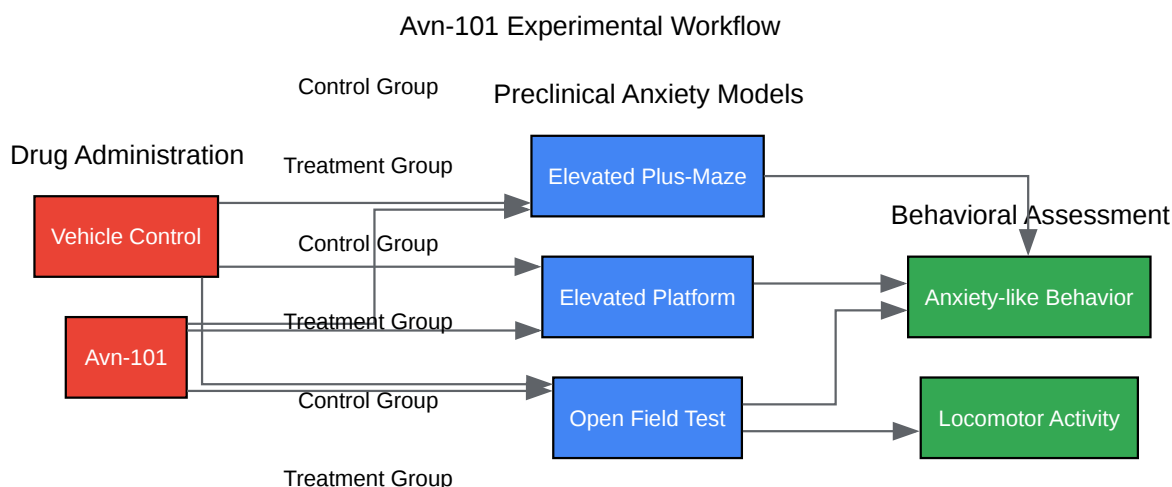 Avn-101 Experimental Workflow
Control Group
Preclinical Anxiety Models
Drug Administration
Treatment Group
Elevated Plus-Maze
Vehicle Control
Control Group
Behavioral Assessment
Elevated Platform
Anxiety-like Behavior
Treatment Group
Avn-101
Control Group
Open Field Test
Locomotor Activity
Treatment Group